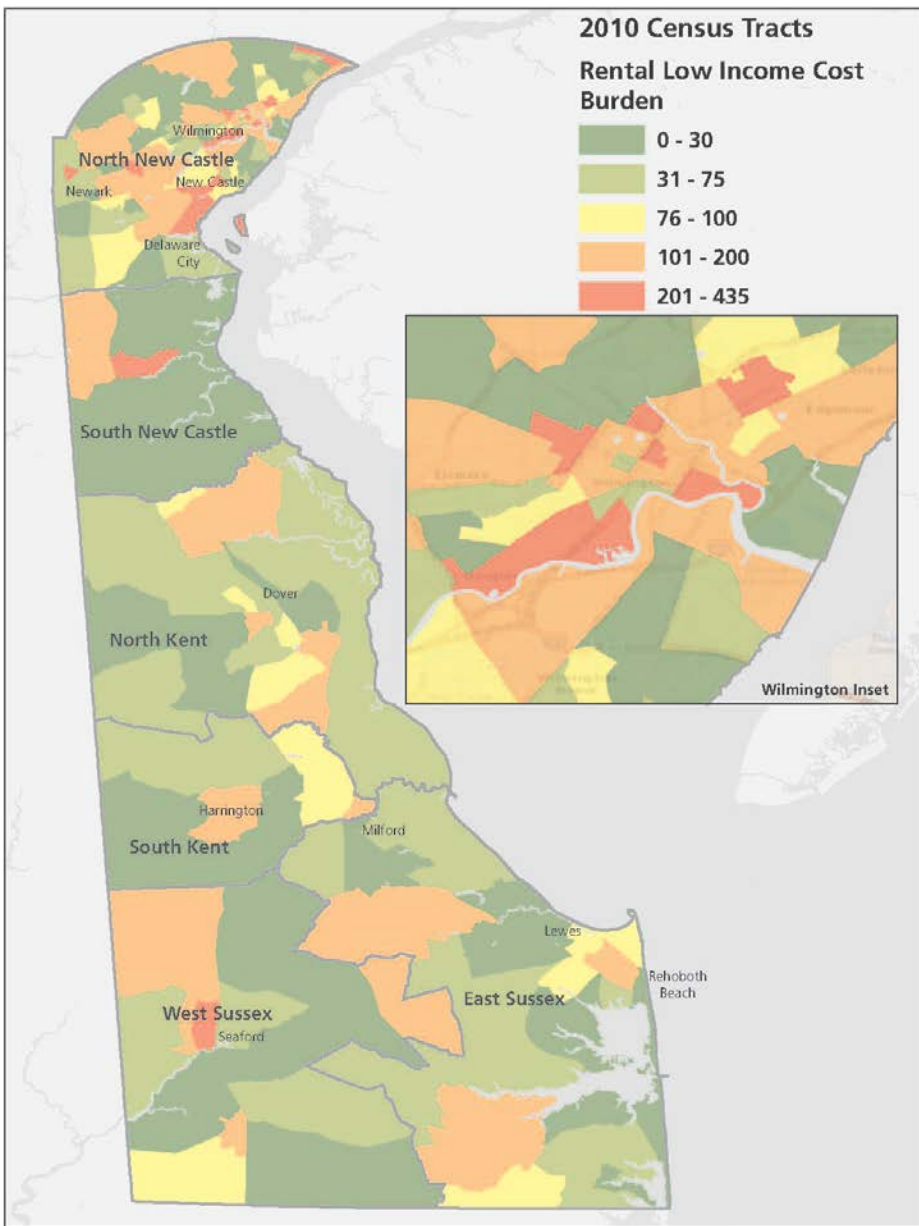 2010 Census Tracts
Rental Low Income Cost
Burden
0 - 30
31 - 75
76 - 100
101 - 200
201 - 435
Wilmington
North New Castle
Newark
New Castle
Delaware
City
South New Castle
Dover
North Kent
Wilmington Inset
Harrington
Milford
South Kent
Lewes
Rehoboth
Beach
East Sussex
West Sussex
Seaford